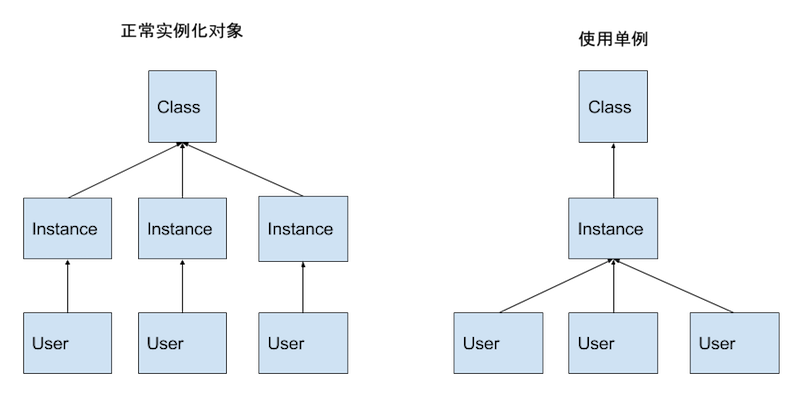 正常实例化对象
使用单例
Class
Class
Instance
Instance
Instance
Instance
User
User
User
User
User
User